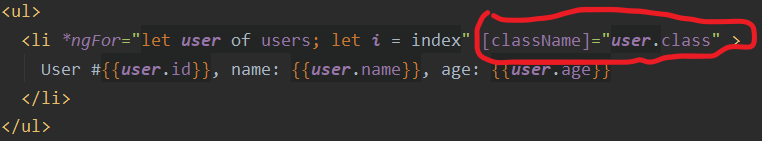 <ul>
<li *ngFor="let user of users; let i = index" [className]="user.class" >
User #{{user.id}}, name: {{user.name}}, age: {{user.age}}
</li>
</ul>